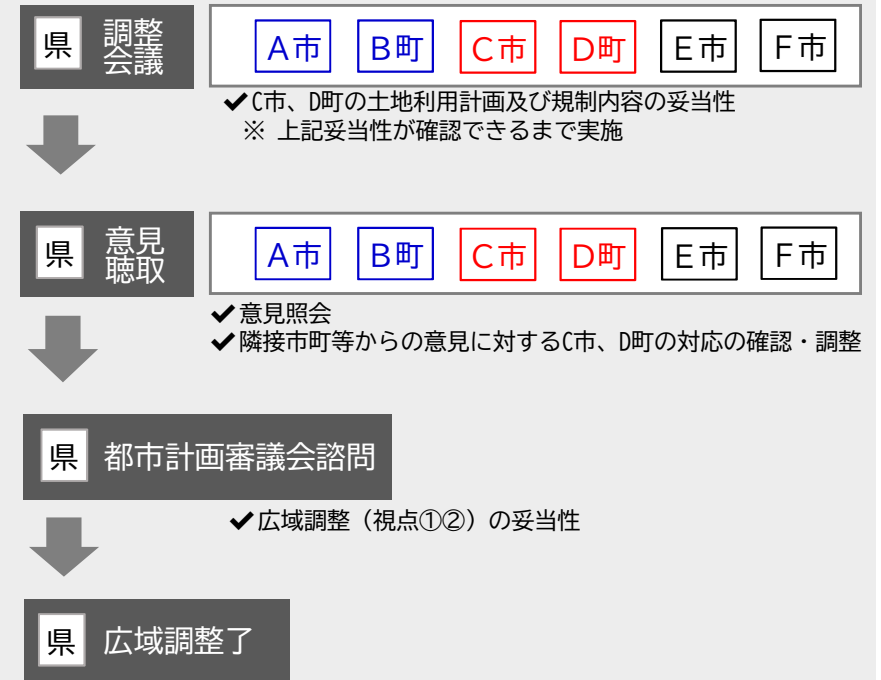 県 調整会議 A市 B町 C市 D町 E市 F市
✔C市、D町の土地利用計画及び規制内容の妥当性
※ 上記妥当性が確認できるまで実施
県 意見聴取 A市 B町 C市 D町 E市 F市
✔意見照会
✔隣接市町等からの意見に対するC市、D町の対応の確認・調整
県 都市計画審議会諮問
✔広域調整（視点①②）の妥当性
県 広域調整了